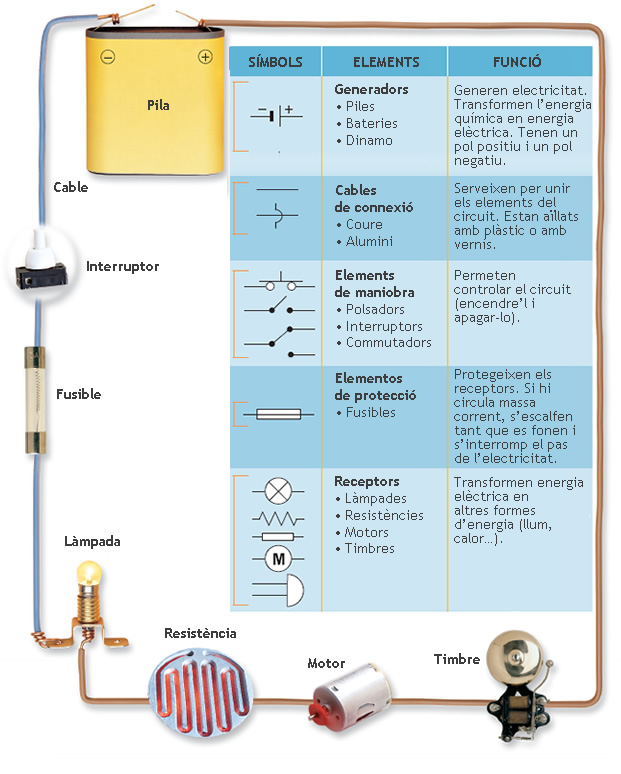 Pila
− +
Cable
Interruptor
Fusible
Làmpada
Resistència
Motor
Timbre
SÍMBOLS ELEMENTS FUNCIÓ
− +
Generadors
• Piles
• Bateries
• Dinamo
Generen electricitat.
Transformen l’energia
química en energia
elèctrica. Tenen un
pol positiu i un pol
negatiu.
Cables
de connexió
• Coure
• Alumini
Serveixen per unir
els elements del
circuit. Estan aïllats
amb plàstic o amb
vernis.
Elements
de maniobra
• Polsadors
• Interruptors
• Commutadors
Permeten
controlar el circuit
(encendre’l i
apagar-lo).
Elementos
de protecció
• Fusibles
Protegeixen els
receptors. Si hi
circula massa
corrent, s’escalfen
tant que es fonen i
s’interromp el pas
de l’electricitat.
M
Receptors
• Làmpades
• Resistències
• Motors
• Timbres
Transformen energia
elèctrica en
altres formes
d’energia (llum,
calor…).